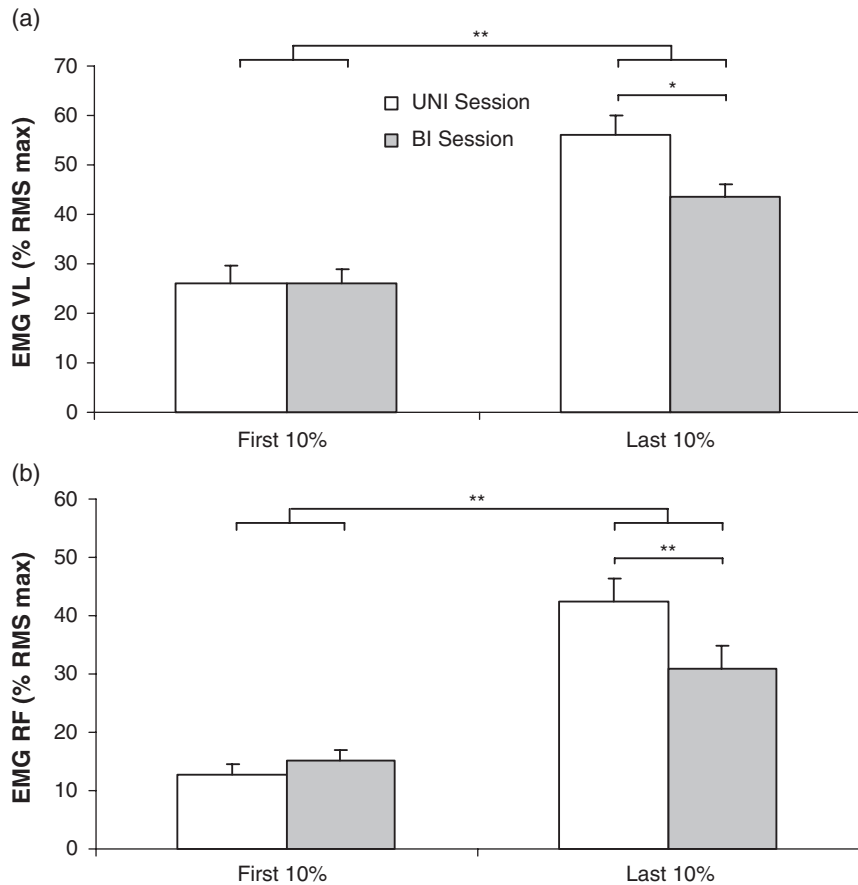 (a)
**
70
60
50
40
30
20
10
0
EMG VL (% RMS max)
UNI Session
BI Session
*
First 10%
Last 10%
(b)
**
60
50
40
30
20
10
0
EMG RF (% RMS max)
**
First 10%
Last 10%